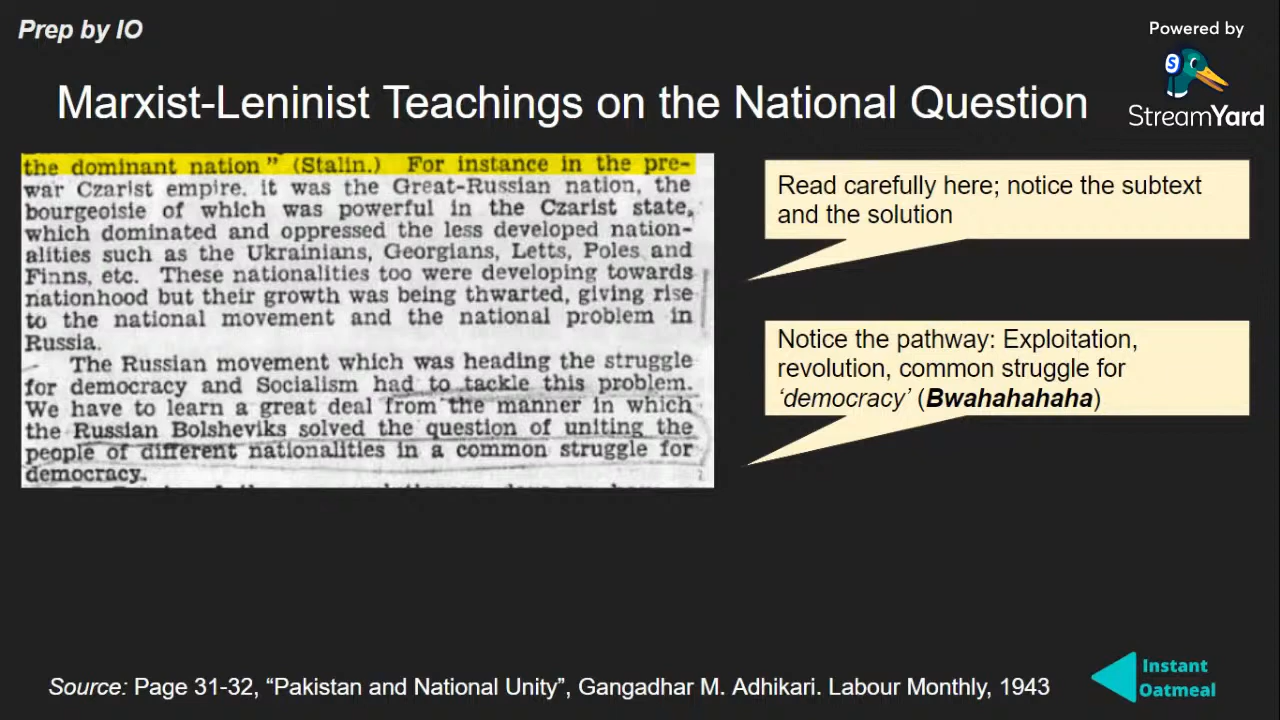 Prep by IO
Powered by
StreamYard
Marxist-Leninist Teachings on the National Question
the dominant nation" (Stalin.) For instance in the pre-
war Czarist empire, it was the Great-Russian nation, the
bourgeoisie of which was powerful in the Czarist state,
which dominated and oppressed the less developed nation-
alities such as the Ukrainians, Georgians, Letts, Poles and
Finns, etc. These nationalities too were developing towards
nationhood but their growth was being thwarted, giving rise
to the national movement and the national problem in
Russia.
The Russian movement which was heading the struggle
for democracy and Socialism had to tackle this problem.
We have to learn a great deal from the manner in which
the Russian Bolsheviks solved the question of uniting the
people of different nationalities in a common struggle for
democracy.
Read carefully here; notice the subtext
and the solution
Notice the pathway: Exploitation,
revolution, common struggle for
‘democracy’ (Bwahahahaha)
Source: Page 31-32, “Pakistan and National Unity”, Gangadhar M. Adhikari. Labour Monthly, 1943
Instant
Oatmeal